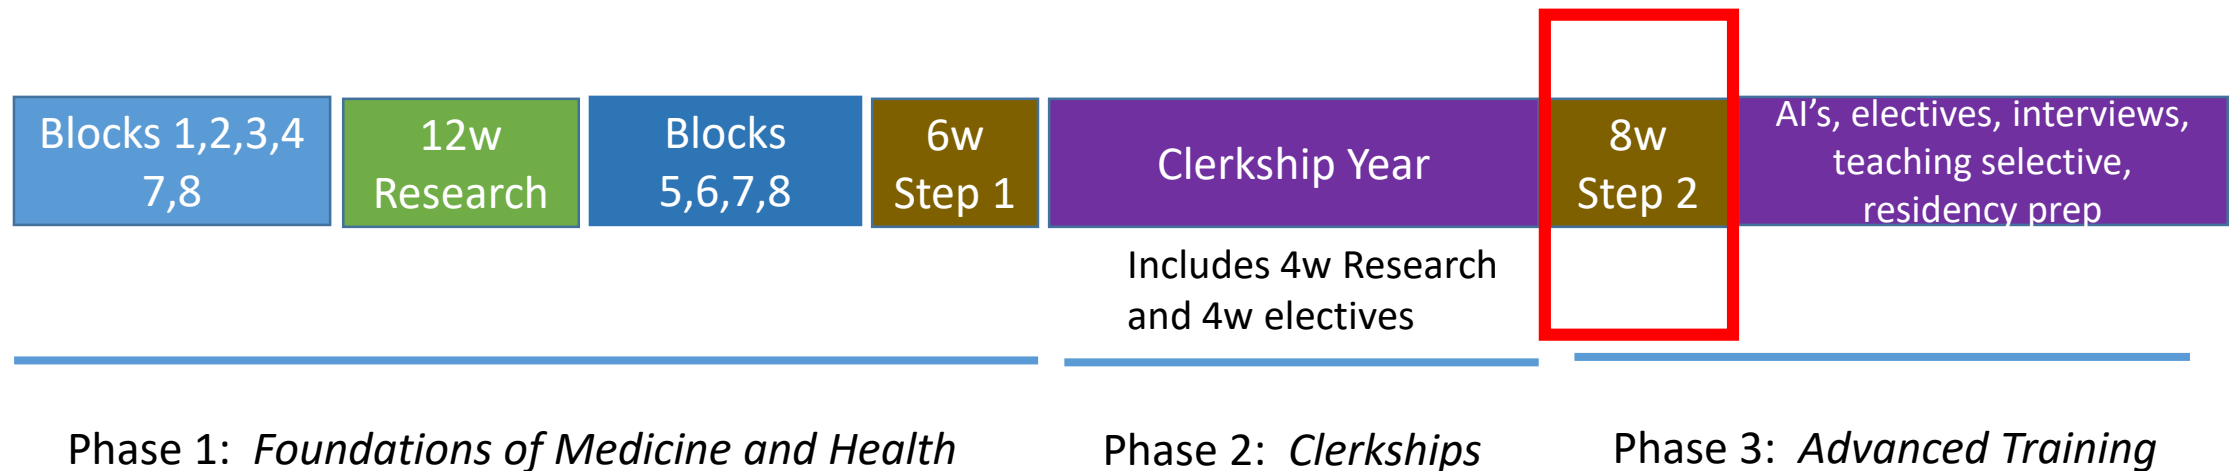 Blocks 1,2,3,4
7,8
12w
Research
Blocks
5,6,7,8
6w
Step 1
Clerkship Year
8w
Step 2
AI's, electives, interviews,
teaching selective,
residency prep
Includes 4w Research
and 4w electives
Phase 1: Foundations of Medicine and Health
Phase 2: Clerkships
Phase 3: Advanced Training